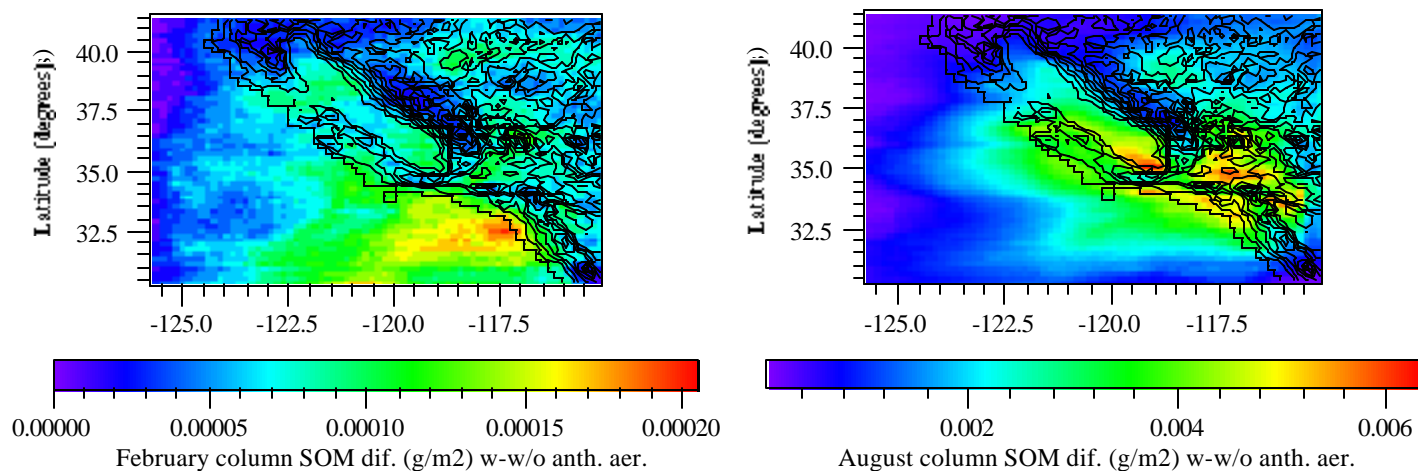 40.0
37.5
35.0
32.5
Latitude [degrees]
-125.0 -122.5 -120.0 -117.5
0.00000 0.00005 0.00010 0.00015 0.00020
February column SOM dif. (g/m2) w-w/o anth. aer.
40.0
37.5
35.0
32.5
Latitude [degrees]
-125.0 -122.5 -120.0 -117.5
0.002 0.004 0.006
August column SOM dif. (g/m2) w-w/o anth. aer.